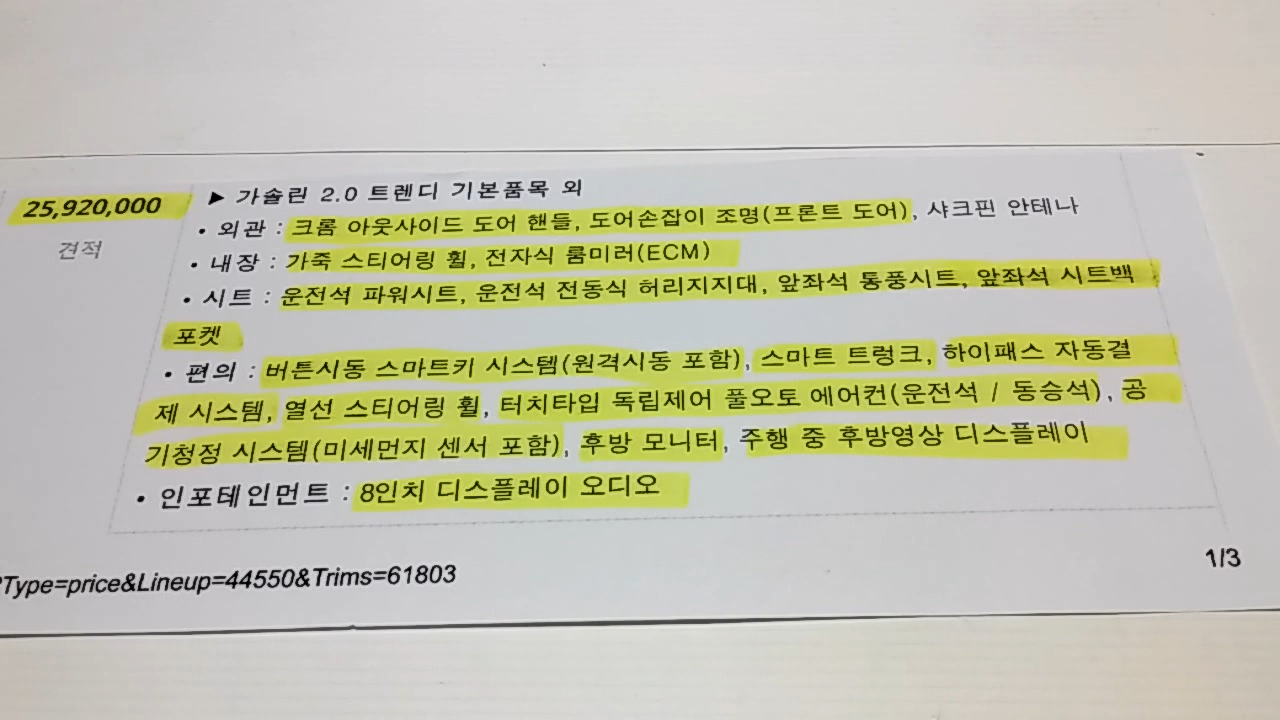 25,920,000
견적
▶ 가솔린 2.0 트렌디 기본품목 외
• 외관 : 크롬 아웃사이드 도어 핸들, 도어손잡이 조명(프론트 도어), 샤크핀 안테나
• 내장 : 가죽 스티어링 휠, 전자식 룸미러(ECM)
• 시트 : 운전석 파워시트, 운전석 전동식 허리지지대, 앞좌석 통풍시트, 앞좌석 시트백
포켓
• 편의 : 버튼시동 스마트키 시스템(원격시동 포함), 스마트 트렁크, 하이패스 자동결
제 시스템, 열선 스티어링 휠, 터치타입 독립제어 풀오토 에어컨(운전석 / 동승석), 공
기청정 시스템(미세먼지 센서 포함), 후방 모니터, 주행 중 후방영상 디스플레이
• 인포테인먼트 : 8인치 디스플레이 오디오
?Type=price&Lineup=44550&Trims=61803
1/3